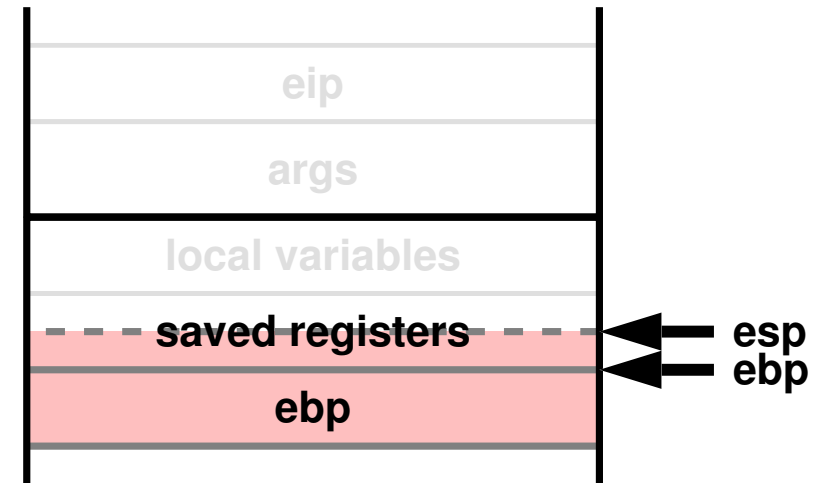 eip
args
local variables
saved registers
esp
ebp
ebp